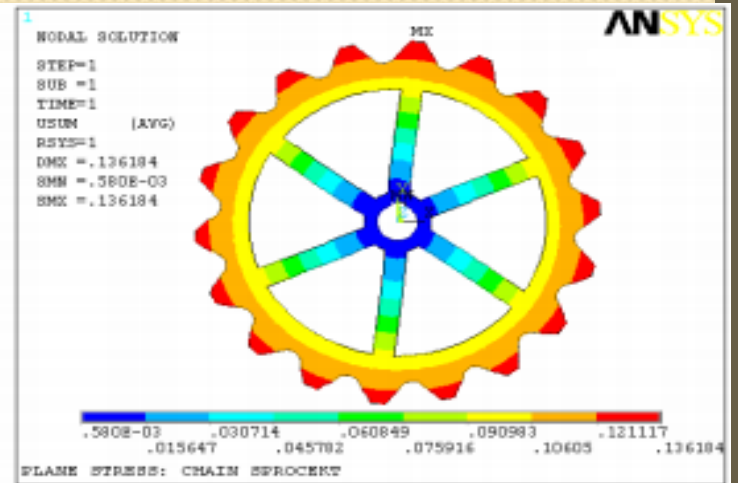 1
ANSYS
NODAL SOLUTION
STEP=1
SUB =1
TIME=1
USUM (AVG)
RSYS=1
DMX =.136184
SMN =.580E-03
SMX =.136184
MX
.580E-03 .030714 .060849 .090983 .121117
.015647 .045782 .075916 .10605 .136184
PLANE STRESS: CHAIN SPROCEKT